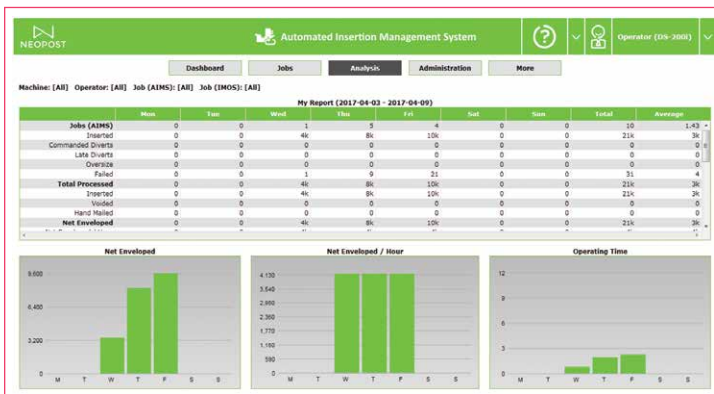 NEOPOST
Automated Insertion Management System
?
Operator (DS-200i)
Dashboard Jobs Analysis Administration More
Machine: [All] Operator: [All] Job (AIMS): [All] Job (IMOS): [All]
My Report (2017-04-03 - 2017-04-09)
Mon Tue Wed Thu Fri Sat Sun Total Average
Jobs (AIMS) 0 0 1 5 4 0 0 10 1.43
Inserted 0 0 4k 8k 10k 0 0 21k 3k
Commanded Diverts 0 0 0 0 0 0 0 0 0
Late Diverts 0 0 0 0 0 0 0 0 0
Oversize 0 0 0 0 0 0 0 0 0
Failed 0 0 1 9 21 0 0 31 4
Total Processed 0 0 4k 8k 10k 0 0 21k 3k
Inserted 0 0 4k 8k 10k 0 0 21k 3k
Voided 0 0 0 0 0 0 0 0 0
Hand Mailed 0 0 0 0 0 0 0 0 0
Net Enveloped 0 0 4k 8k 10k 0 0 21k 3k
Net Enveloped Net Enveloped / Hour Operating Time
9,600
6,400
3,200
0
M T W T F S S
4,130
3,540
2,950
2,360
1,770
1,180
590
0
M T W T F S S
12
9
6
3
0
M T W T F S S